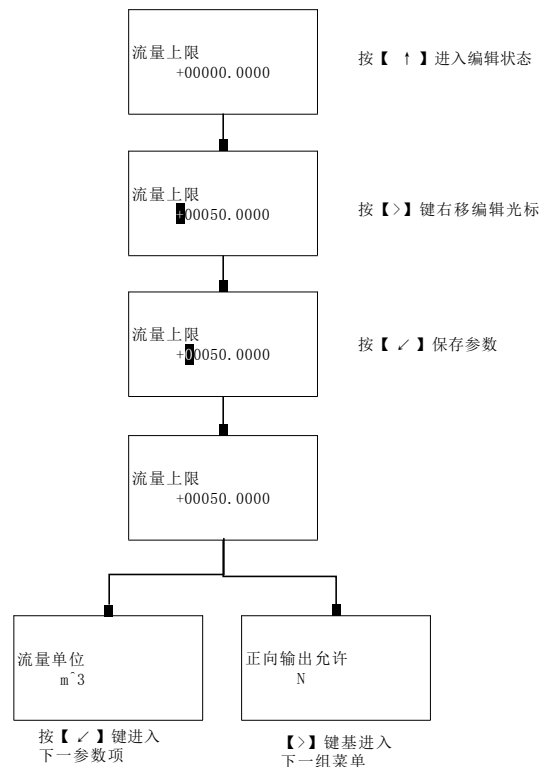 流量上限
+00000.0000
按【 ↑ 】进入编辑状态
流量上限
+00050.0000
按【>】键右移编辑光标
流量上限
+00050.0000
按【 ↙ 】保存参数
流量上限
+00050.0000
流量单位
m^3
正向输出允许
N
按【 ↙ 】键进入
下一参数项
【>】键基进入
下一组菜单